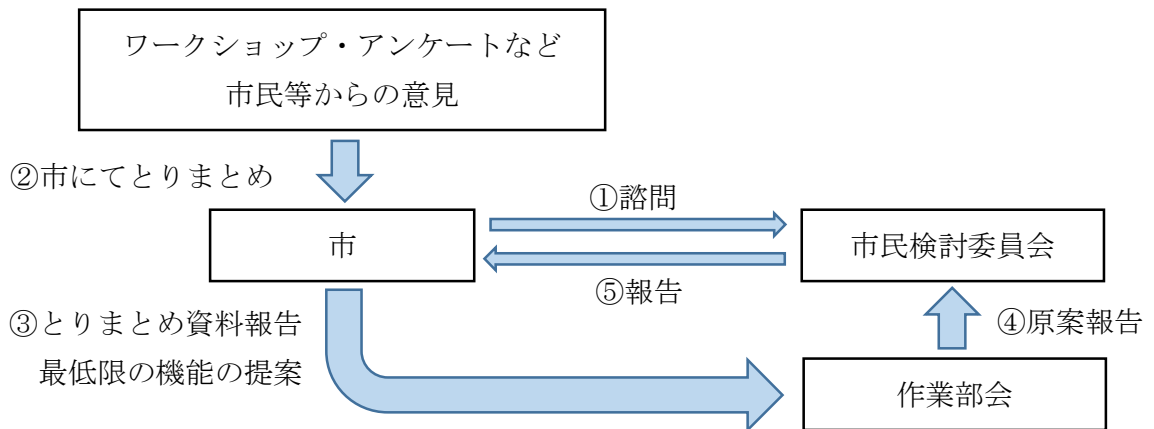 ワークショップ・アンケートなど
市民等からの意見
②市にてとりまとめ
①諮問
市
市民検討委員会
⑤報告
③とりまとめ資料報告
最低限の機能の提案
④原案報告
作業部会